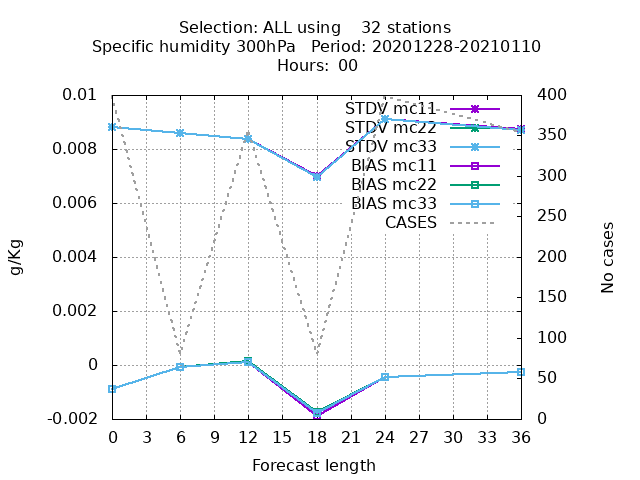 Selection: ALL using    32 stations
Specific humidity 300hPa   Period: 20201228-20210110
Hours:  00
0.01
0.008
0.006
0.004
0.002
0
-0.002
g/Kg
STDV mc11
STDV mc22
STDV mc33
BIAS mc11
BIAS mc22
BIAS mc33
CASES
400
350
300
250
200
150
100
50
0
No cases
0 3 6 9 12 15 18 21 24 27 30 33 36
Forecast length